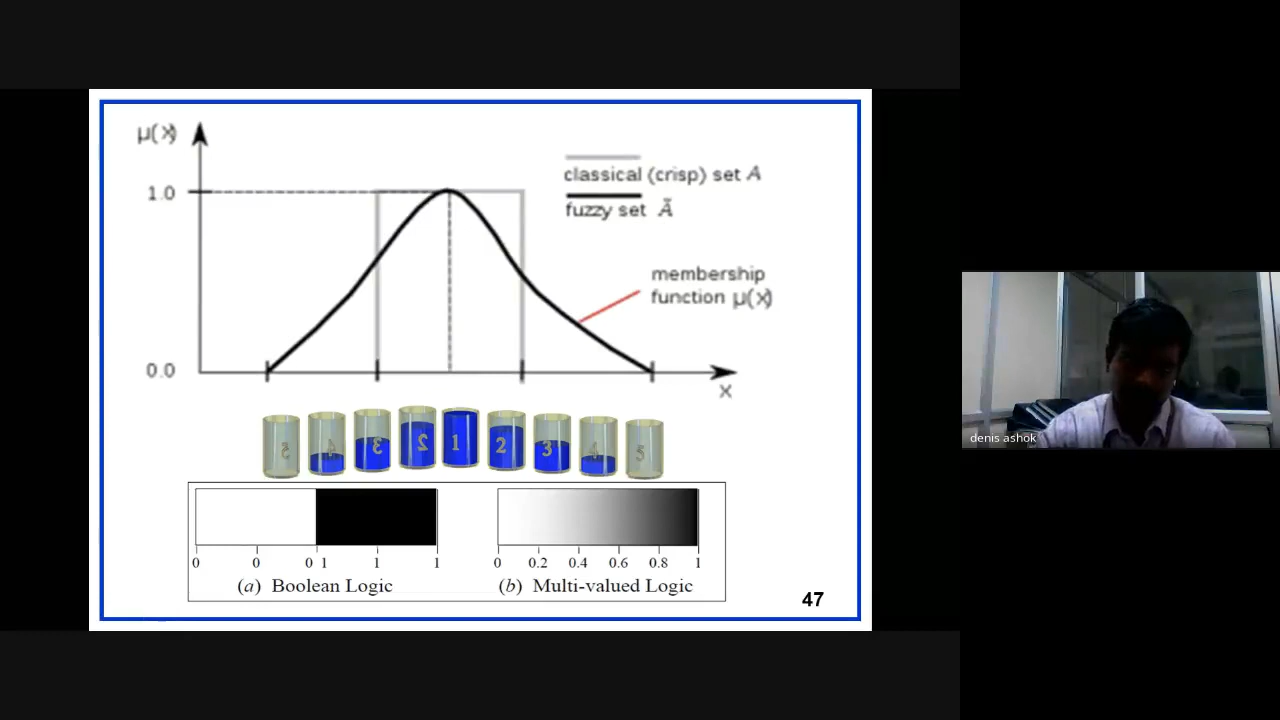 μ(x)
1.0
classical (crisp) set A
fuzzy set Ã
membership
function μ(x)
0.0
x
5 4 3 2 1 2 3 4 5
0 0 0 1 1 1
(a) Boolean Logic
0 0.2 0.4 0.6 0.8 1
(b) Multi-valued Logic
47
denis ashok